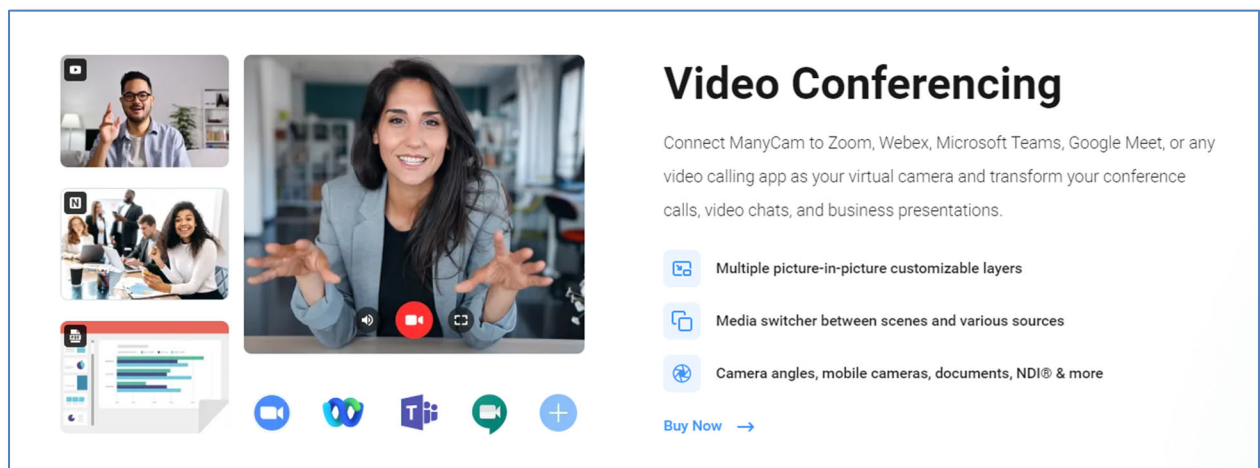 Video Conferencing
Connect ManyCam to Zoom, Webex, Microsoft Teams, Google Meet, or any
video calling app as your virtual camera and transform your conference
calls, video chats, and business presentations.
Multiple picture-in-picture customizable layers
Media switcher between scenes and various sources
Camera angles, mobile cameras, documents, NDI® & more
Buy Now